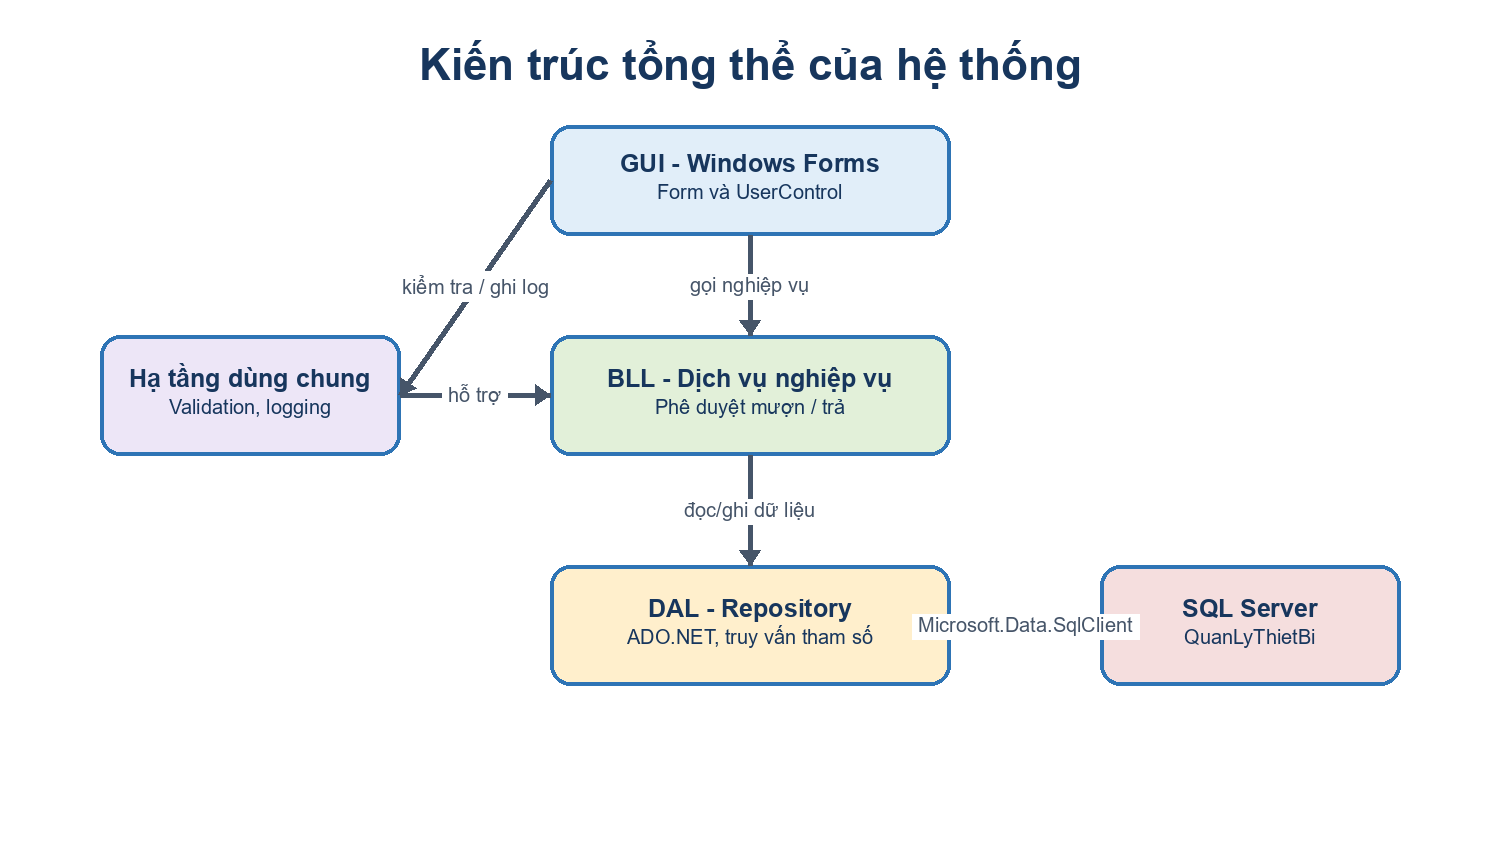 Kiến trúc tổng thể của hệ thống
GUI - Windows Forms
Form và UserControl
kiểm tra / ghi log
gọi nghiệp vụ
Hạ tầng dùng chung
Validation, logging
hỗ trợ
BLL - Dịch vụ nghiệp vụ
Phê duyệt mượn / trả
đọc/ghi dữ liệu
DAL - Repository
ADO.NET, truy vấn tham số
Microsoft.Data.SqlClient
SQL Server
QuanLyThietBi